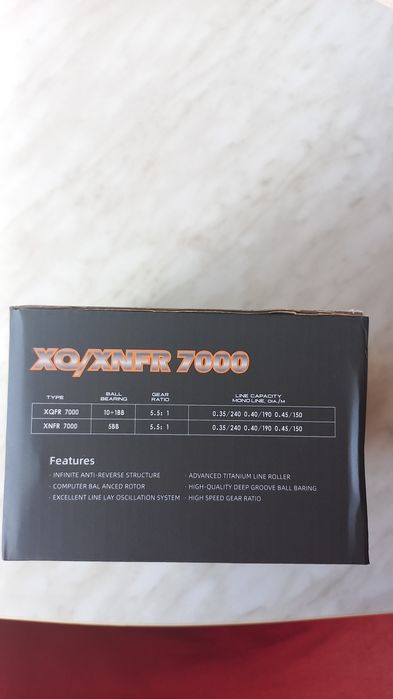 XQ/XNFR 7000
TYPE BALL BEARING GEAR RATIO LINE CAPACITY MONO LINE, DIA./M
XQFR 7000 10+1BB 5.5: 1 0.35/240 0.40/190 0.45/150
XNFR 7000 5BB 5.5: 1 0.35/240 0.40/190 0.45/150
Features
· INFINITE ANTI-REVERSE STRUCTURE · ADVANCED TITANIUM LINE ROLLER
· COMPUTER BAL ANCED ROTOR · HIGH-QUALITY DEEP GROOVE BALL BARING
· EXCELLENT LINE LAY OSCILLATION SYSTEM · HIGH SPEED GEAR RATIO